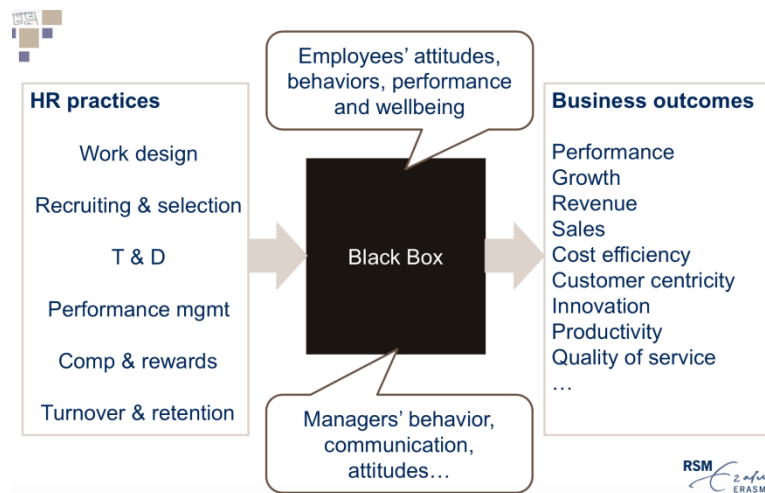 HR practices
Work design
Recruiting & selection
T & D
Performance mgmt
Comp & rewards
Turnover & retention
Employees’ attitudes,
behaviors, performance
and wellbeing
Black Box
Managers’ behavior,
communication,
attitudes…
Business outcomes
Performance
Growth
Revenue
Sales
Cost efficiency
Customer centricity
Innovation
Productivity
Quality of service
…
RSM
ERASM